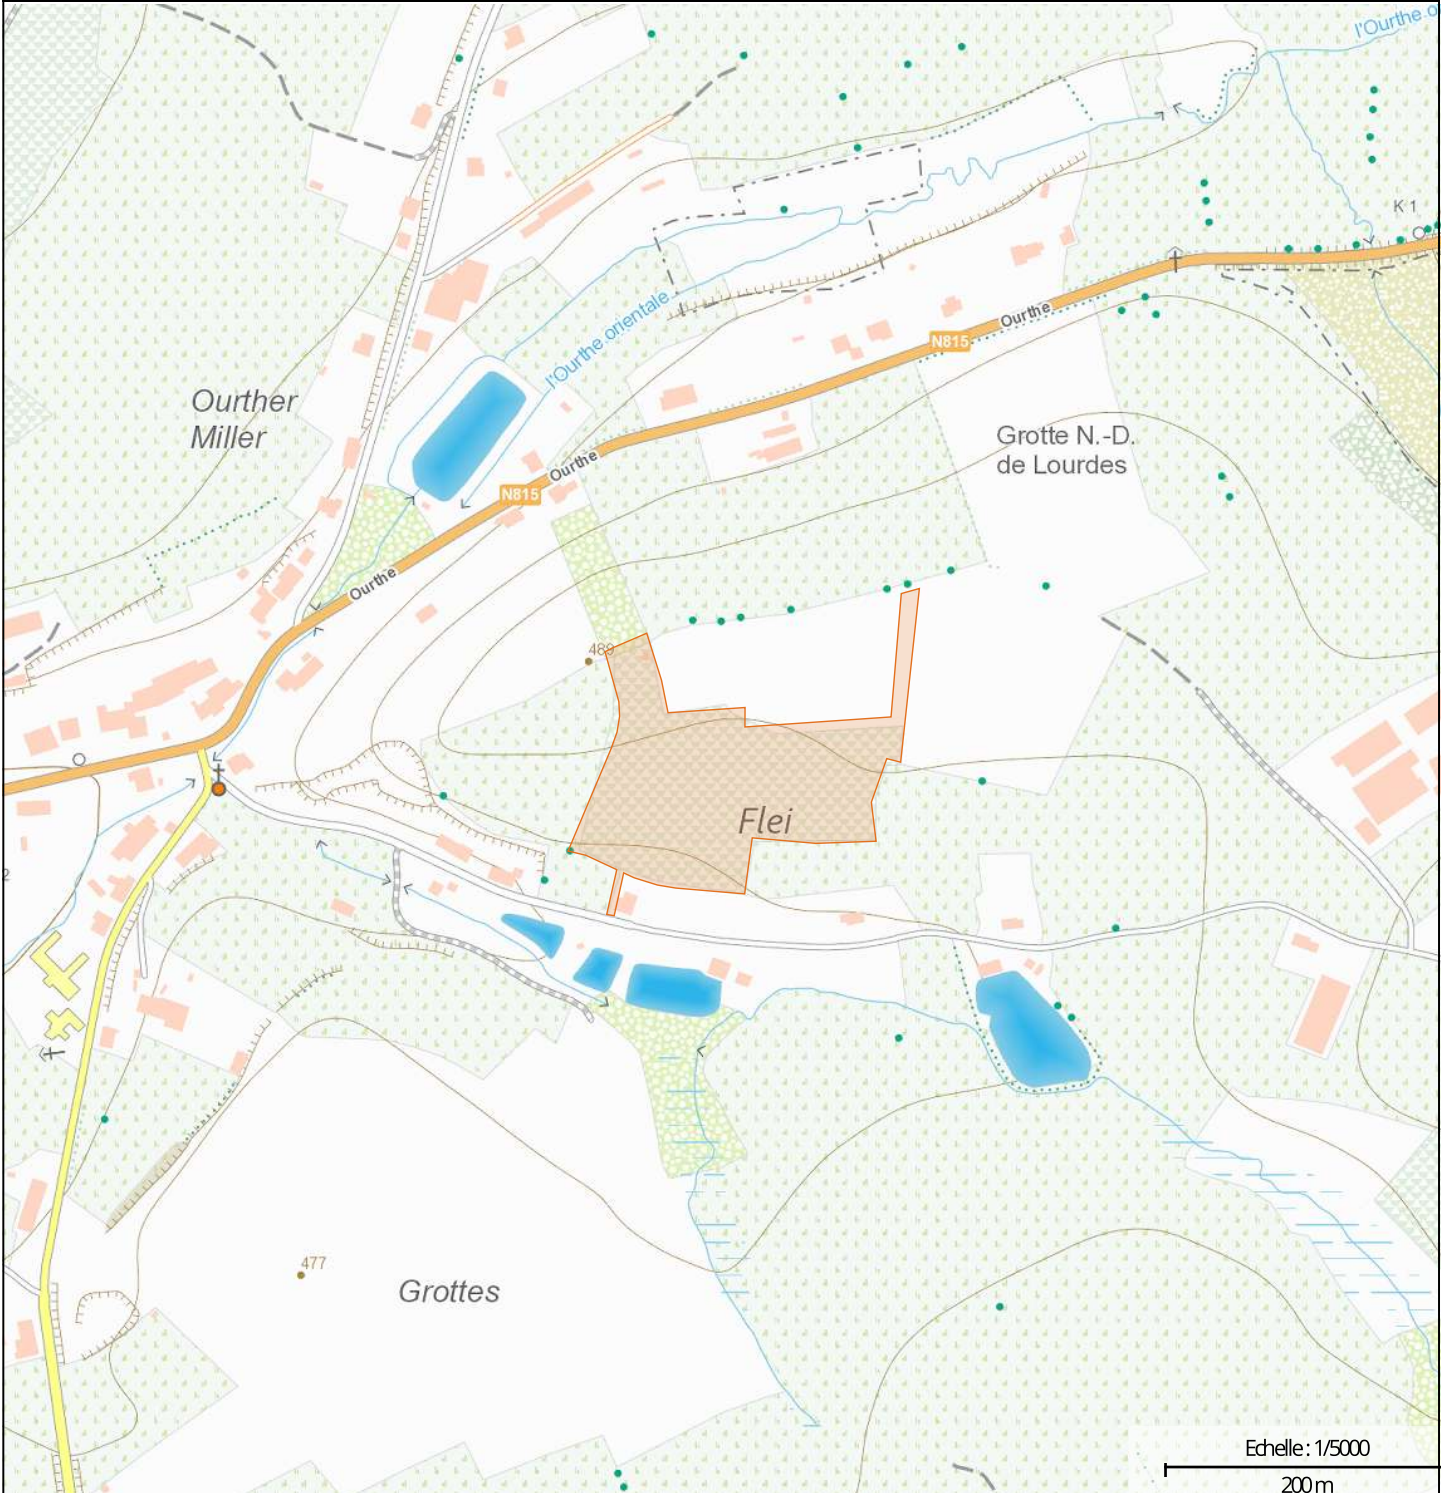 l'Ourthe o
K 1
Ourthe
N815
l'Ourthe orientale
Ourther
Miller
Grotte N.-D.
de Lourdes
Ourthe
N815
Ourthe
489
Flei
2
477
Grottes
Echelle : 1/5000
200 m